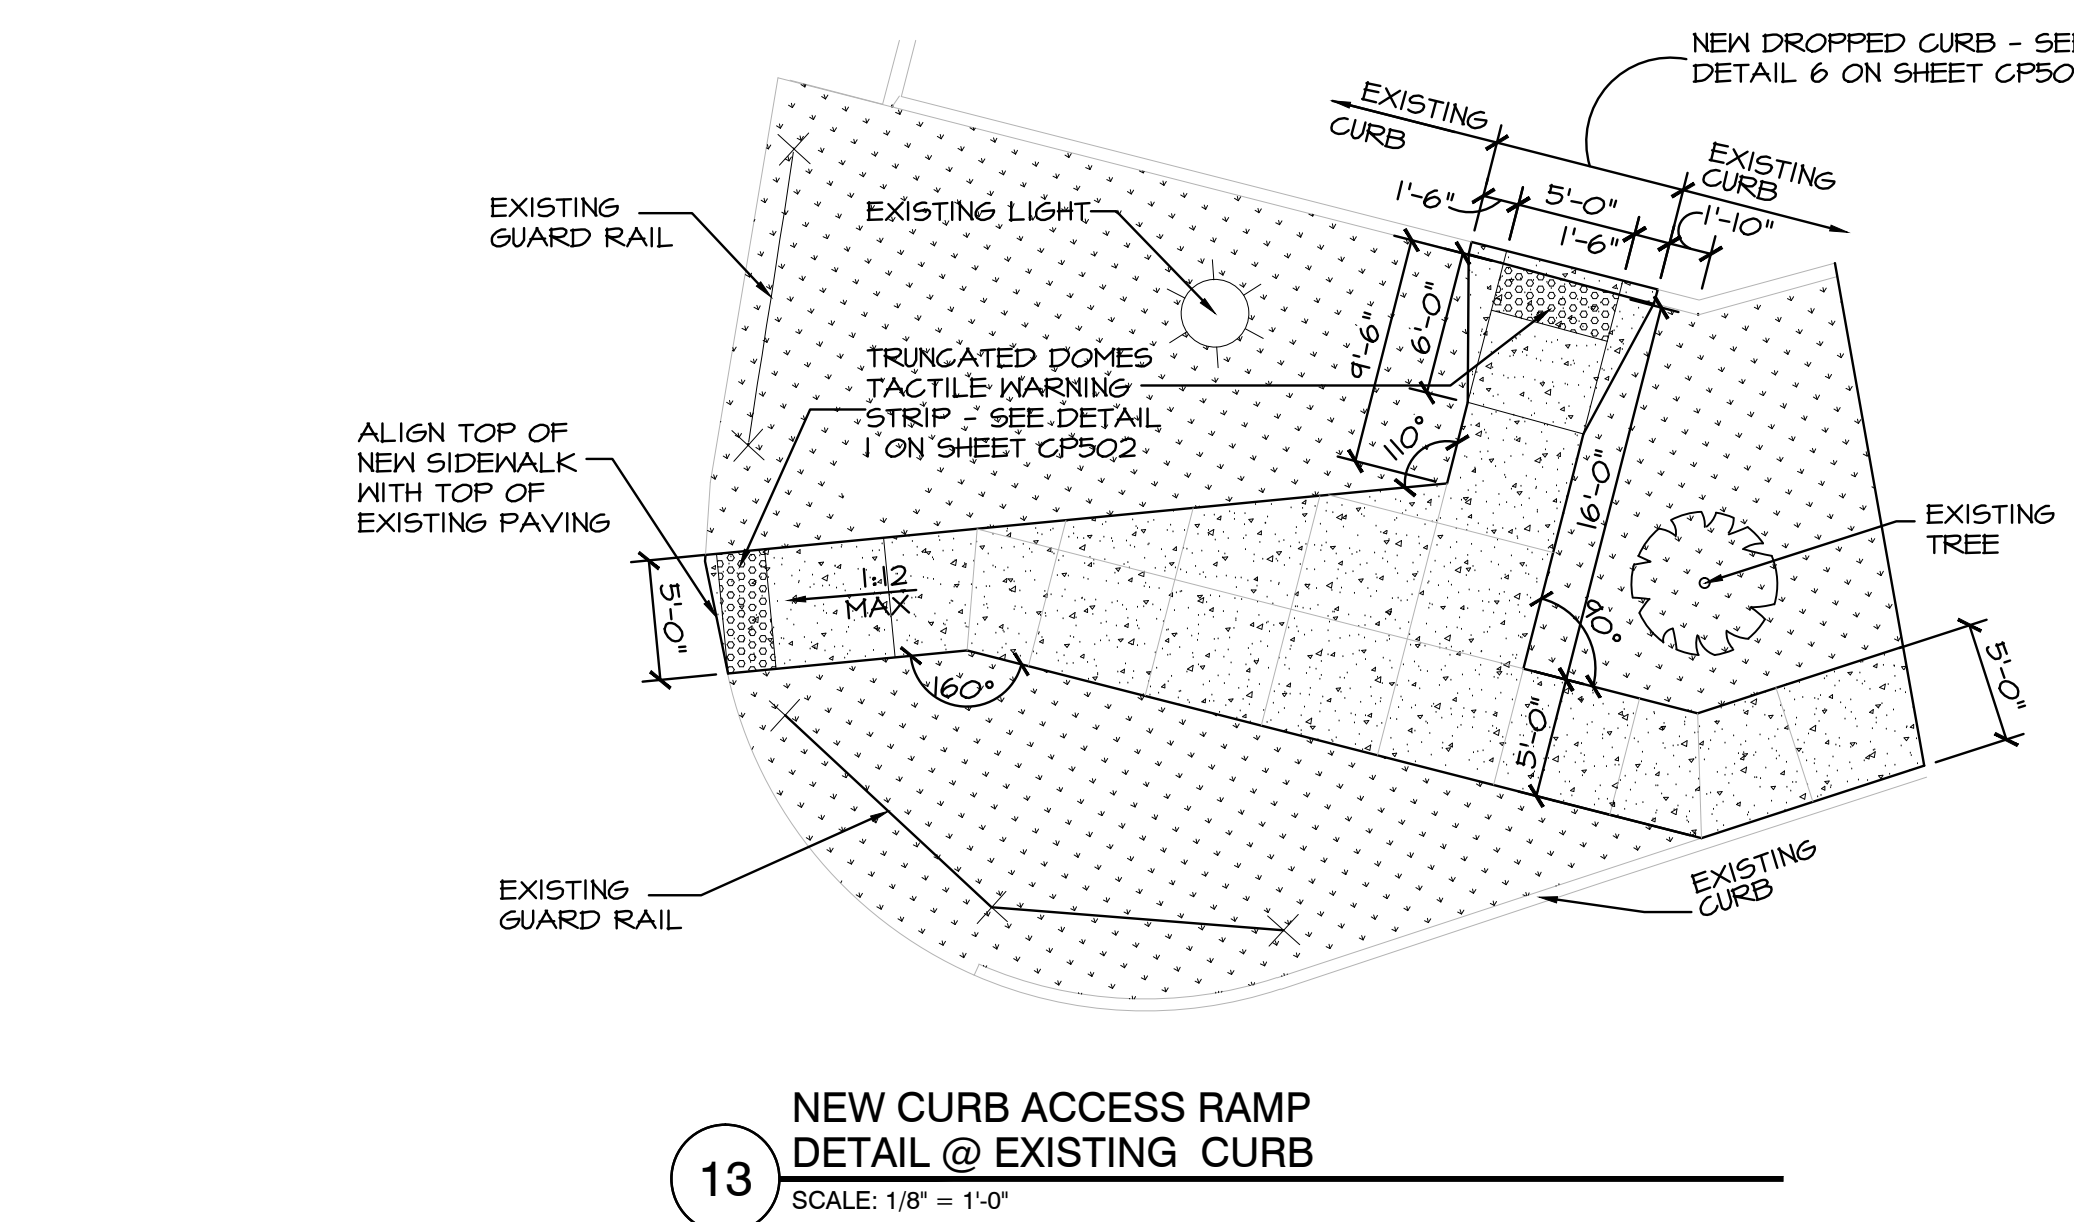 NEW DROPPED CURB - SEE
DETAIL 6 ON SHEET CP50
EXISTING
CURB
EXISTING
CURB
1'-6"
5'-0"
1'-6"
1'-10"
EXISTING
GUARD RAIL
EXISTING LIGHT
9'-6"
6'-0"
TRUNCATED DOMES
TACTILE WARNING
STRIP - SEE DETAIL
1 ON SHEET CP502
110°
ALIGN TOP OF
NEW SIDEWALK
WITH TOP OF
EXISTING PAVING
16'-0"
EXISTING
TREE
5'-0"
1:12
MAX
90°
160°
5'-0"
5'-0"
EXISTING
GUARD RAIL
EXISTING
CURB
13
NEW CURB ACCESS RAMP
DETAIL @ EXISTING CURB
SCALE: 1/8" = 1'-0"